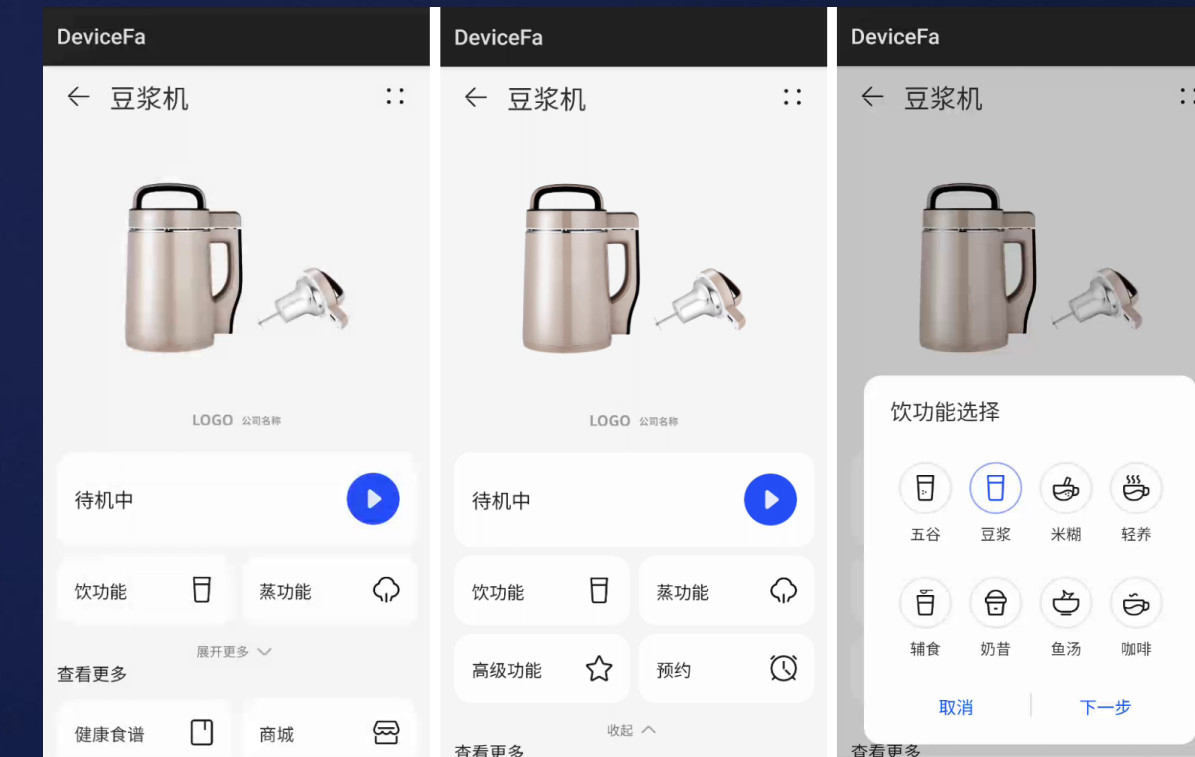 DeviceFa
豆浆机
LOGO 公司名称
待机中
饮功能
蒸功能
展开更多
查看更多
健康食谱
商城
DeviceFa
豆浆机
LOGO 公司名称
待机中
饮功能
蒸功能
高级功能
预约
收起
查看更多
DeviceFa
豆浆机
饮功能选择
五谷
豆浆
米糊
轻养
辅食
奶昔
鱼汤
咖啡
取消
下一步
查看更多